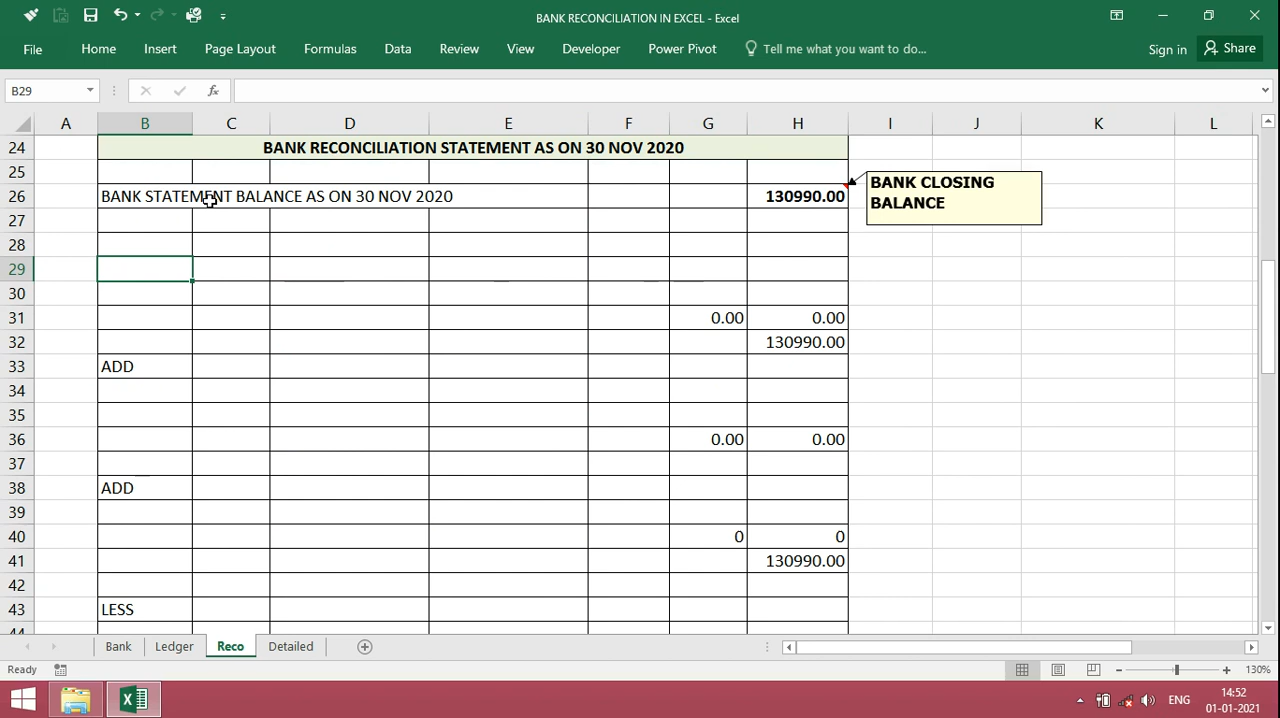 BANK RECONCILIATION IN EXCEL - Excel
File Home Insert Page Layout Formulas Data Review View Developer Power Pivot Tell me what you want to do... Sign in Share
B29 fx
A B C D E F G H I J K L
24 BANK RECONCILIATION STATEMENT AS ON 30 NOV 2020
25
26 BANK STATEMENT BALANCE AS ON 30 NOV 2020 130990.00
BANK CLOSING
BALANCE
27
28
29
30
31 0.00 0.00
32 130990.00
33 ADD
34
35
36 0.00 0.00
37
38 ADD
39
40 0 0
41 130990.00
42
43 LESS
44
Bank Ledger Reco Detailed
Ready 130%
ENG 14:52
01-01-2021